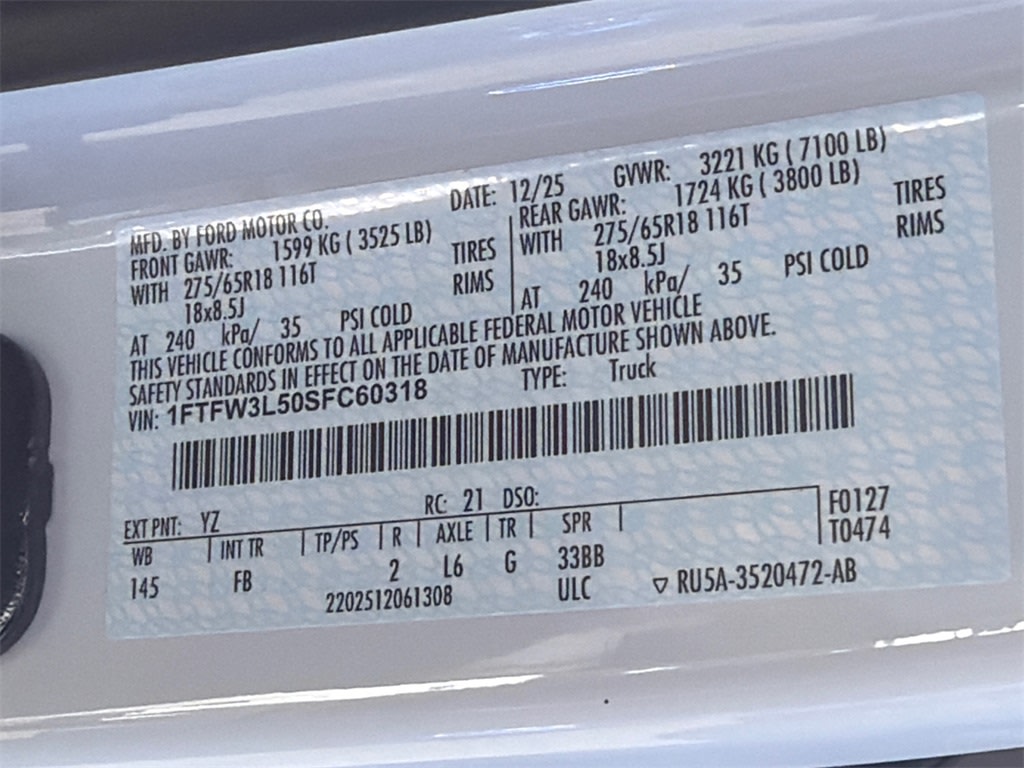 MFD. BY FORD MOTOR CO. DATE: 12/25 GVWR: 3221 KG ( 7100 LB)
FRONT GAWR: 1599 KG ( 3525 LB)
WITH 275/65R18 116T TIRES
18x8.5J RIMS
AT 240 kPa/ 35 PSI COLD
REAR GAWR: 1724 KG ( 3800 LB)
WITH 275/65R18 116T TIRES
18x8.5J RIMS
AT 240 kPa/ 35 PSI COLD
THIS VEHICLE CONFORMS TO ALL APPLICABLE FEDERAL MOTOR VEHICLE
SAFETY STANDARDS IN EFFECT ON THE DATE OF MANUFACTURE SHOWN ABOVE.
VIN: 1FTFW3L50SFC60318 TYPE: Truck
EXT PNT: YZ RC: 21 DSO:
WB INT TR TP/PS R AXLE TR SPR
145 FB 2 L6 G 33BB
2202512061308 ULC
F0127
T0474
▽ RU5A-3520472-AB